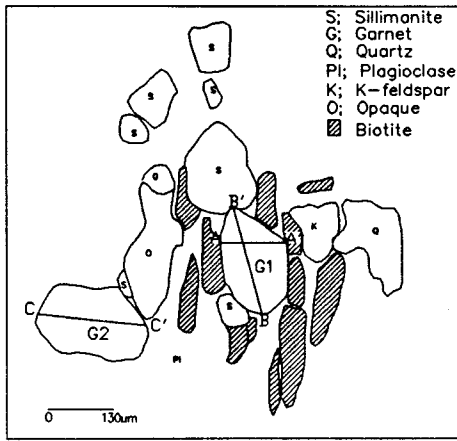 S; Sillimanite
G; Garnet
Q; Quartz
Pl; Plagioclase
K; K-feldspar
O; Opaque
Biotite
S
S
S
S
S
Q
B'
K
A
A'
Q
O
G1
S
S
C
B
C'
G2
Pl
0 130um